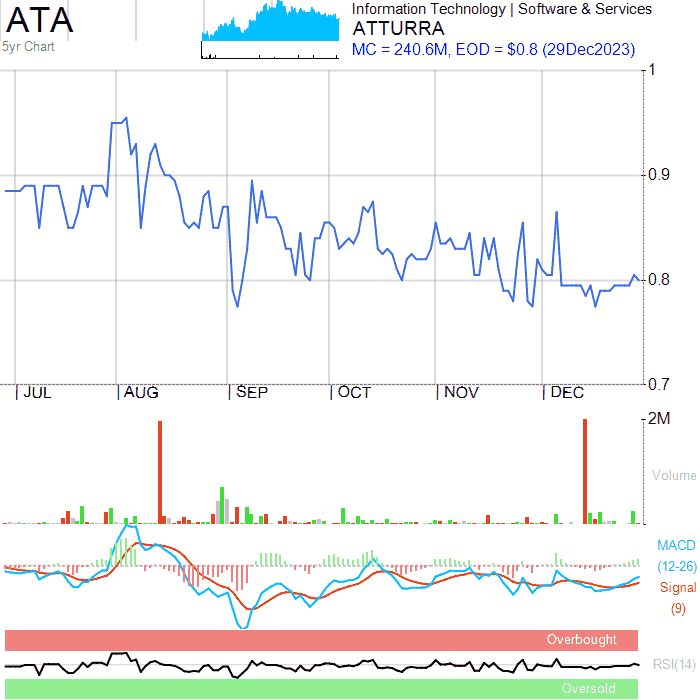 ATA
5yr Chart
Information Technology | Software & Services
ATTURRA
MC = 240.6M, EOD = $0.8 (29Dec2023)
1
0.9
0.8
0.7
JUL
AUG
SEP
OCT
NOV
DEC
2M
Volume
MACD
(12-26)
Signal
(9)
Overbought
RSI(14)
Oversold